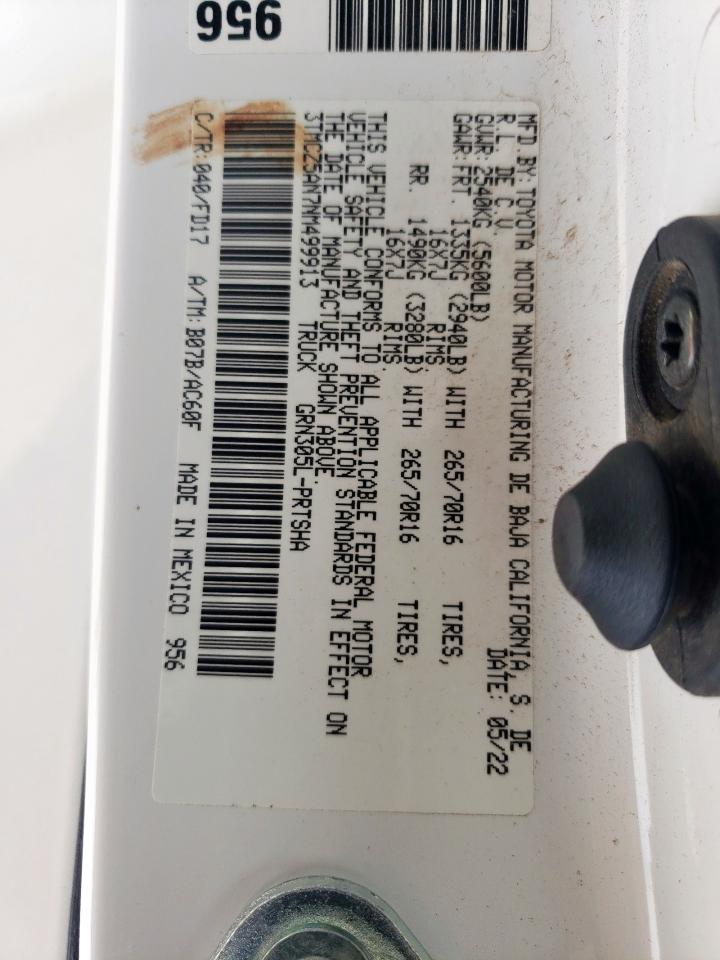 956
MFD. BY: TOYOTA MOTOR MANUFACTURING DE BAJA CALIFORNIA, S. DE
R.L. DE C.V. DATE: 05/22
GVWR: 2540KG (5600LB)
GAWR: FRT. 1335KG (2940LB) WITH 265/70R16 TIRES,
16X7J RIMS
RR. 1490KG (3280LB) WITH 265/70R16 TIRES,
16X7J RIMS.
THIS VEHICLE CONFORMS TO ALL APPLICABLE FEDERAL MOTOR
VEHICLE SAFETY AND THEFT PREVENTION STANDARDS IN EFFECT ON
THE DATE OF MANUFACTURE SHOWN ABOVE.
3TMCZ5AN7NM499913 TRUCK GRN305L-PRTSHA
C/TR: 040/FD17 A/TM: B07B/AC60F MADE IN MEXICO 956